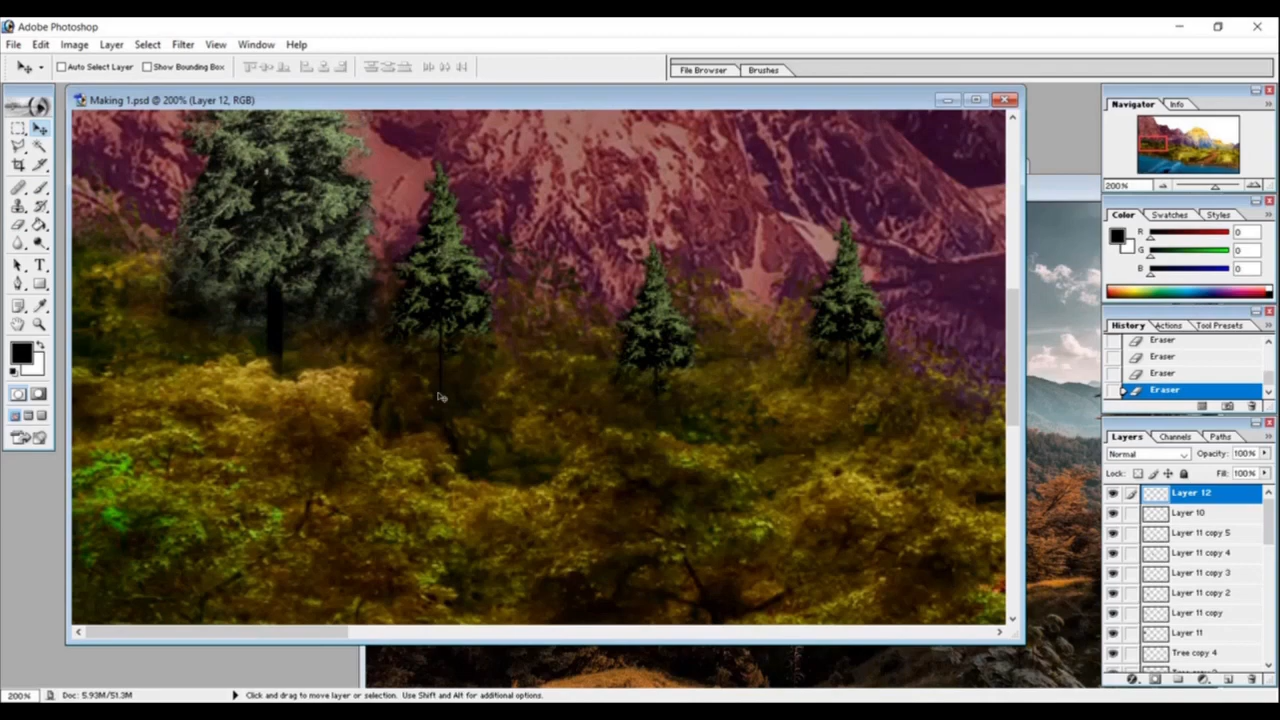 Adobe Photoshop
File Edit Image Layer Select Filter View Window Help
Auto Select Layer Show Bounding Box
File Browser Brushes
Making 1.psd @ 200% (Layer 12, RGB)
Navigator Info
200%
Color Swatches Styles
R 0
G 0
B 0
History Actions Tool Presets
Eraser
Eraser
Eraser
Eraser
Layers Channels Paths
Normal Opacity: 100%
Lock: Fill: 100%
Layer 12
Layer 10
Layer 11 copy 5
Layer 11 copy 4
Layer 11 copy 3
Layer 11 copy 2
Layer 11 copy
Layer 11
Tree copy 4
200% Doc: 5.93M/51.3M Click and drag to move layer or selection. Use Shift and Alt for additional options.